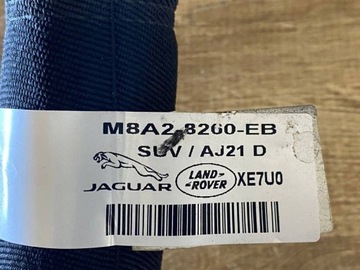 M8A2 8260-EB
SUV / AJ21 D
JAGUAR LAND ROVER XE7U0